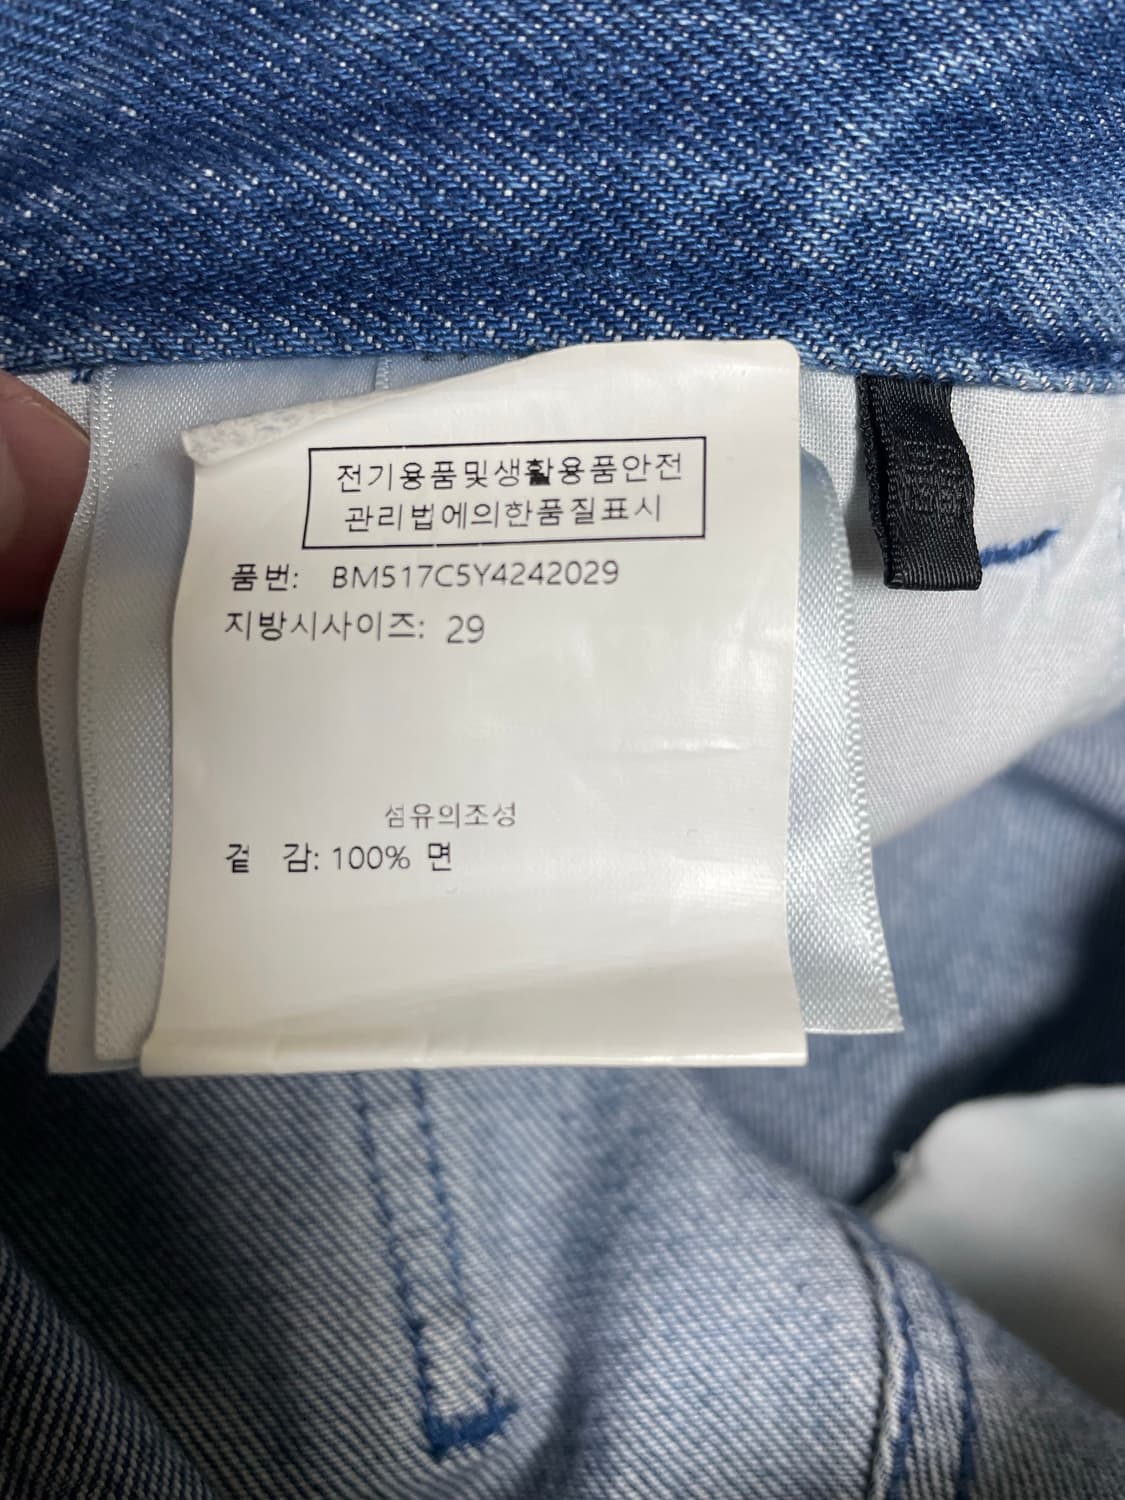 전기용품및생활용품안전
관리법에의한품질표시
품번: BM517C5Y4242029
지방시사이즈: 29
섬유의조성
겉 감: 100% 면